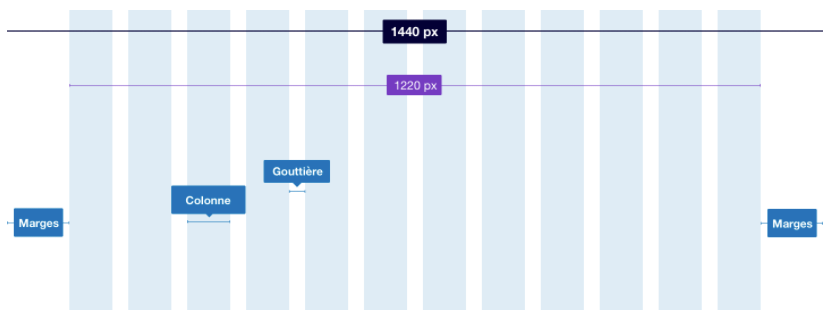 1440 px
1220 px
Gouttière
Colonne
Marges
Marges